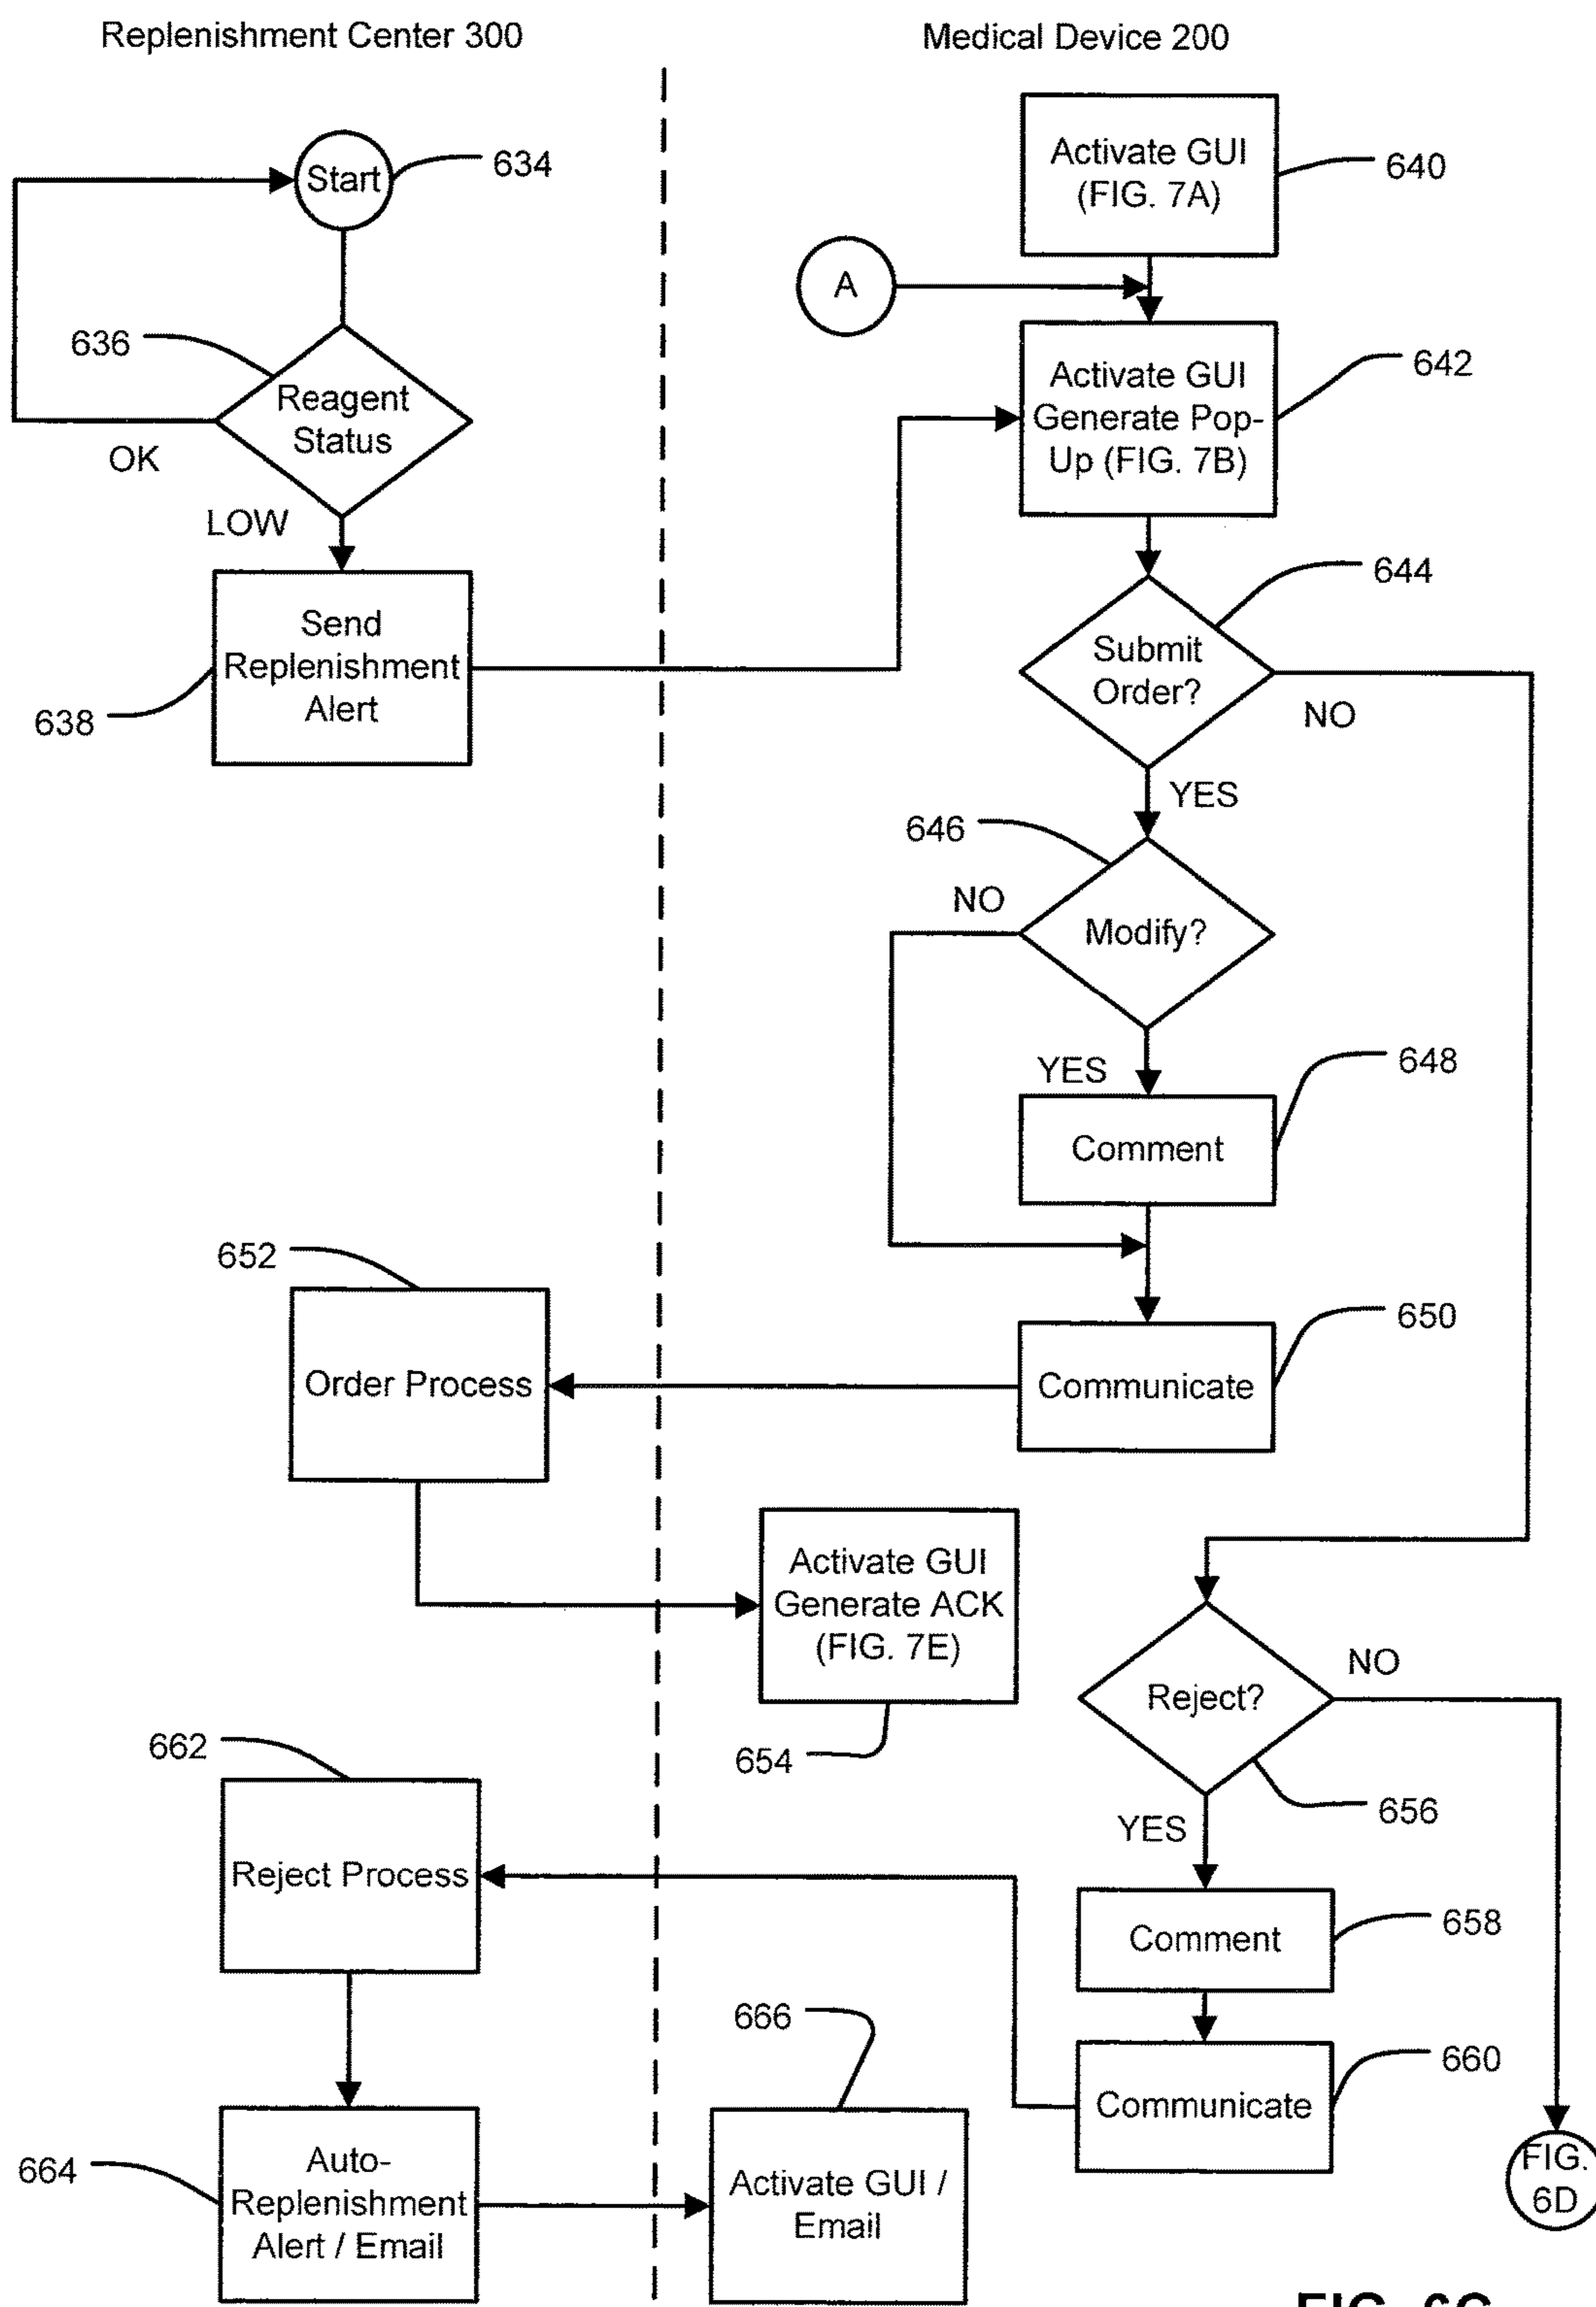 Replenishment Center 300
Medical Device 200
Start
634
Activate GUI
(FIG. 7A)
640
A
636
Reagent
Status
OK
LOW
Activate GUI
Generate Pop-
Up (FIG. 7B)
642
Send
Replenishment
Alert
638
Submit
Order?
644
NO
YES
646
NO
Modify?
YES
648
Comment
652
Order Process
650
Communicate
Activate GUI
Generate ACK
(FIG. 7E)
654
Reject?
NO
656
YES
662
Reject Process
Comment
658
666
Communicate
660
664
Auto-
Replenishment
Alert / Email
Activate GUI /
Email
FIG.
6D